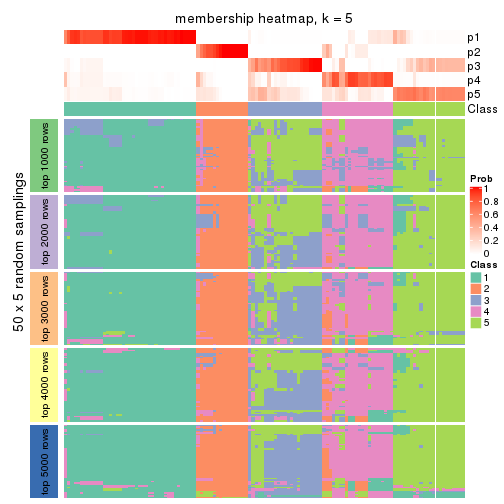 membership heatmap, k = 5
p1
p2
p3
p4
p5
Class
50 x 5 random samplings
top 1000 rows
top 2000 rows
top 3000 rows
top 4000 rows
top 5000 rows
Prob
1
0.8
0.6
0.4
0.2
0
Class
1
2
3
4
5